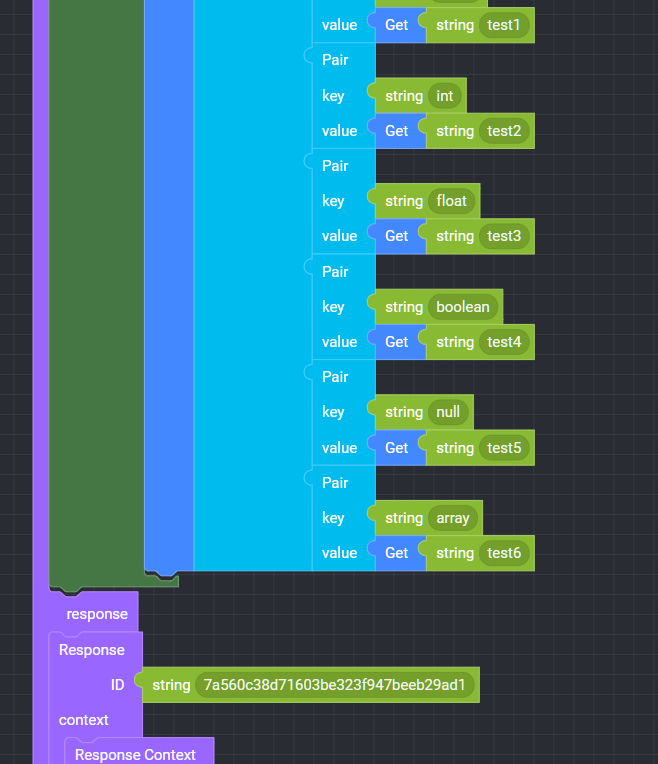 value Get string test1
Pair
key string int
value Get string test2
Pair
key string float
value Get string test3
Pair
key string boolean
value Get string test4
Pair
key string null
value Get string test5
Pair
key string array
value Get string test6
response
Response
ID string 7a560c38d71603be323f947beeb29ad1
context
Response Context